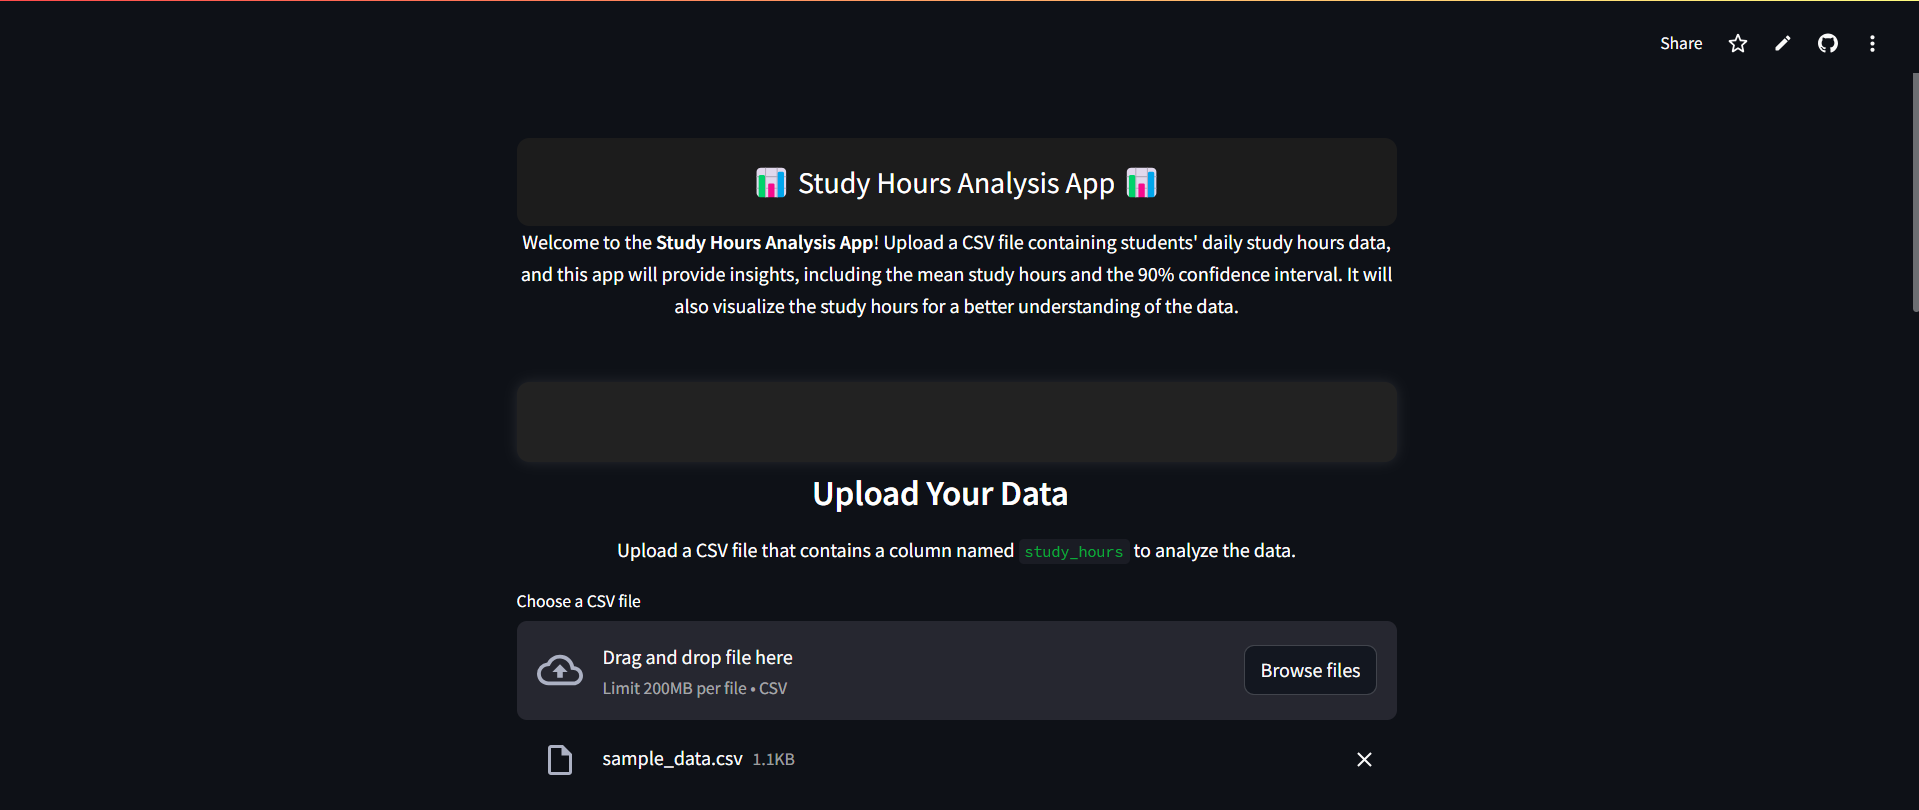 Share
📊 Study Hours Analysis App 📊
Welcome to the Study Hours Analysis App! Upload a CSV file containing students' daily study hours data,
and this app will provide insights, including the mean study hours and the 90% confidence interval. It will
also visualize the study hours for a better understanding of the data.
Upload Your Data
Upload a CSV file that contains a column named study_hours to analyze the data.
Choose a CSV file
Drag and drop file here
Limit 200MB per file • CSV
Browse files
sample_data.csv 1.1KB